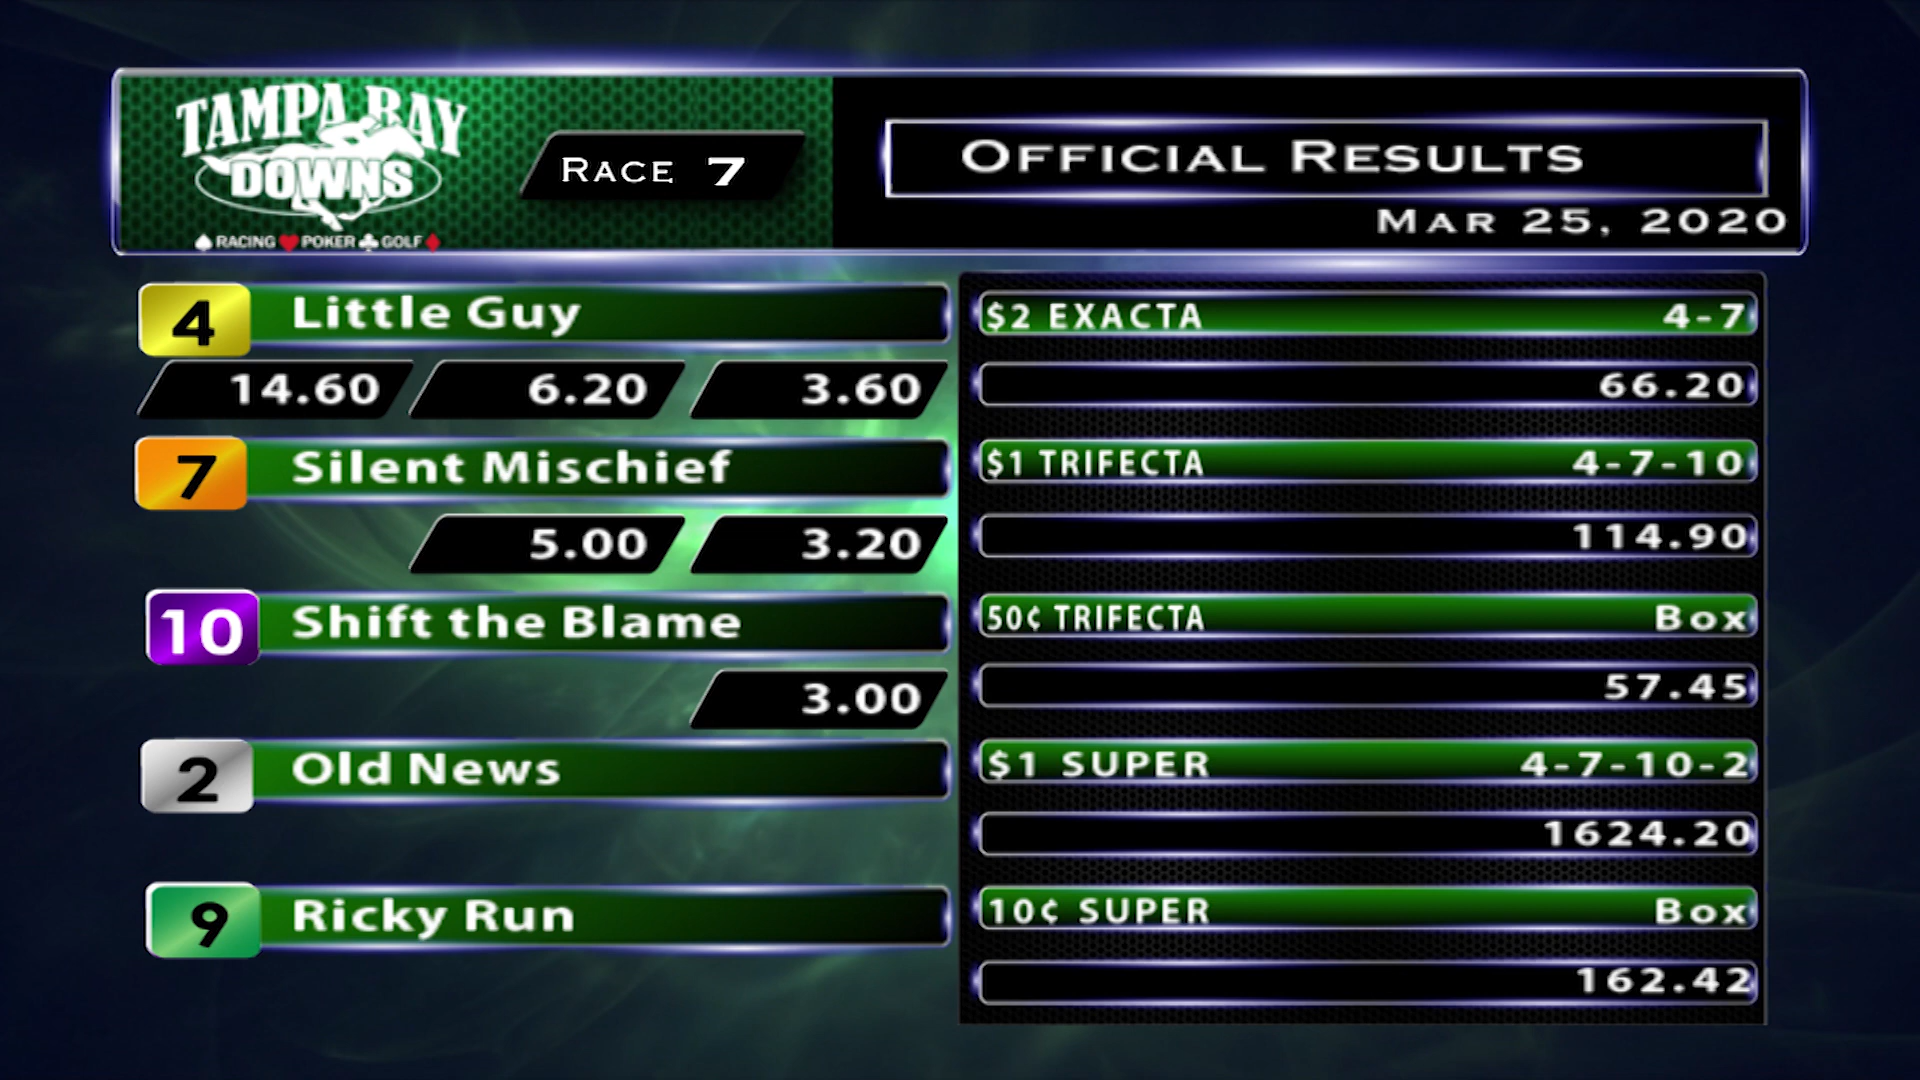 TAMPA BAY
DOWNS
RACING POKER GOLF
RACE 7
OFFICIAL RESULTS
MAR 25, 2020
4 Little Guy
14.60 6.20 3.60
7 Silent Mischief
5.00 3.20
10 Shift the Blame
3.00
2 Old News
9 Ricky Run
$2 EXACTA 4-7
66.20
$1 TRIFECTA 4-7-10
114.90
50¢ TRIFECTA Box
57.45
$1 SUPER 4-7-10-2
1624.20
10¢ SUPER Box
162.42